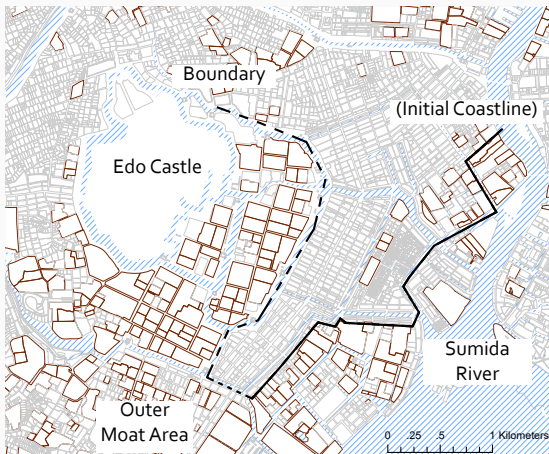 Boundary
(Initial Coastline)
Edo Castle
Sumida
River
Outer
Moat Area
0 .25 .5 1 Kilometers